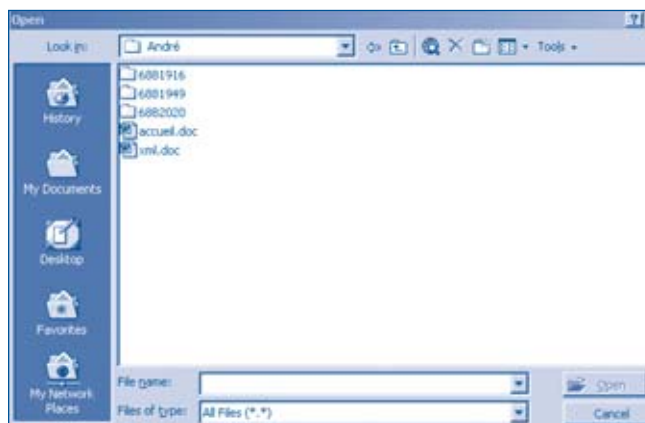 Open
Look in: André Tools
6881916
6881949
6882020
accueil.doc
xml.doc
History
My Documents
Desktop
Favorites
My Network
Places
File name: Open
Files of type: All Files (*.*) Cancel